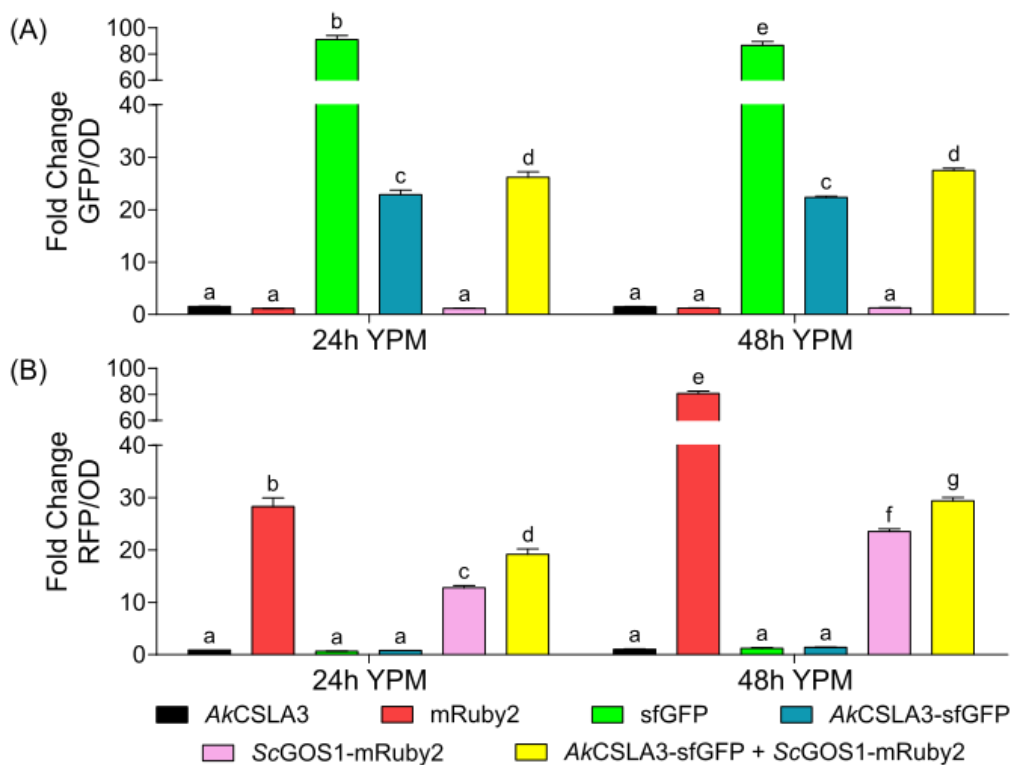 (A)
Fold Change
GFP/OD
100
80
60
40
30
20
10
0
a a b c a d
a a e c a d
24h YPM 48h YPM
(B)
Fold Change
RFP/OD
100
80
60
40
30
20
10
0
a b a a c d
a e a a f g
24h YPM 48h YPM
AkCSLA3 mRuby2 sfGFP AkCSLA3-sfGFP
ScGOS1-mRuby2 AkCSLA3-sfGFP + ScGOS1-mRuby2